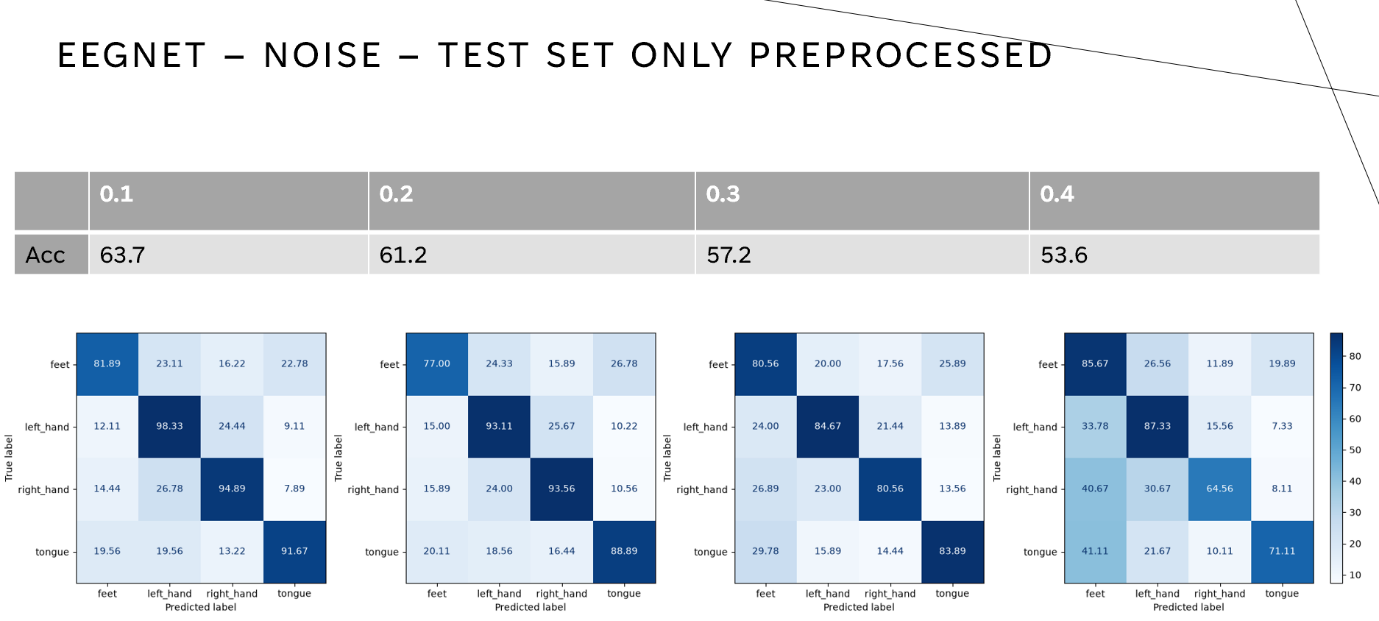 EEGNET – NOISE – TEST SET ONLY PREPROCESSED
0.1 0.2 0.3 0.4
Acc 63.7 61.2 57.2 53.6
True label
feet 81.89 23.11 16.22 22.78
left_hand 12.11 98.33 24.44 9.11
right_hand 14.44 26.78 94.89 7.89
tongue 19.56 19.56 13.22 91.67
feet left_hand right_hand tongue
Predicted label
True label
feet 77.00 24.33 15.89 26.78
left_hand 15.00 93.11 25.67 10.22
right_hand 15.89 24.00 93.56 10.56
tongue 20.11 18.56 16.44 88.89
feet left_hand right_hand tongue
Predicted label
True label
feet 80.56 20.00 17.56 25.89
left_hand 24.00 84.67 21.44 13.89
right_hand 26.89 23.00 80.56 13.56
tongue 29.78 15.89 14.44 83.89
feet left_hand right_hand tongue
Predicted label
True label
feet 85.67 26.56 11.89 19.89
left_hand 33.78 87.33 15.56 7.33
right_hand 40.67 30.67 64.56 8.11
tongue 41.11 21.67 10.11 71.11
feet left_hand right_hand tongue
Predicted label
80
70
60
50
40
30
20
10